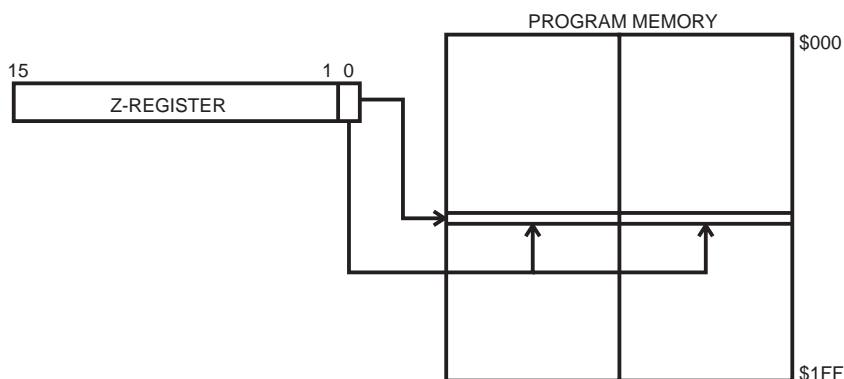 PROGRAM MEMORY
$000
15 1 0
Z-REGISTER
$1FF